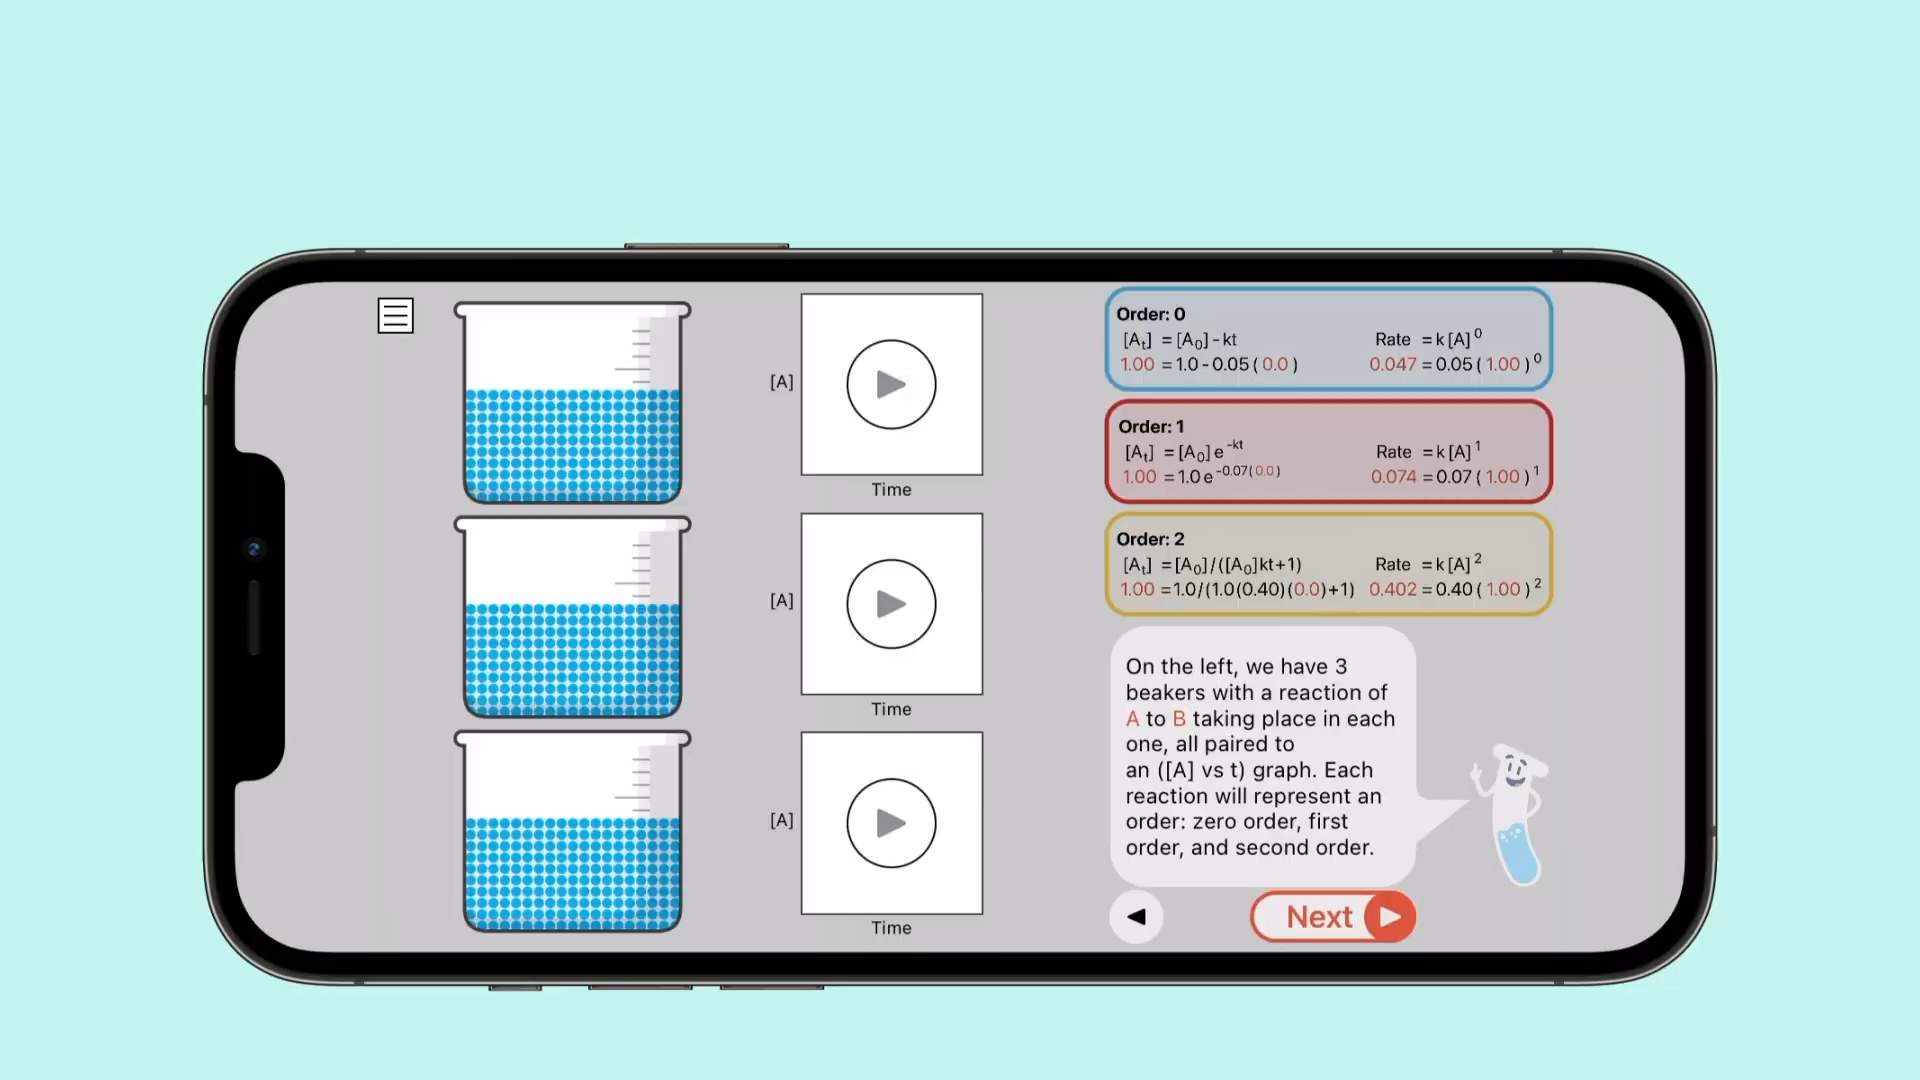 [A]
Time
[A]
Time
[A]
Time
Order: 0
[Aₜ] = [A₀] - kt Rate = k [A]⁰
1.00 = 1.0 - 0.05 ( 0.0 ) 0.047 = 0.05 ( 1.00 )⁰
Order: 1
[Aₜ] = [A₀] e⁻ᵏᵗ Rate = k [A]¹
1.00 = 1.0 e^-0.07( 0.0 ) 0.074 = 0.07 ( 1.00 )¹
Order: 2
[Aₜ] = [A₀] / ([A₀]kt+1) Rate = k [A]²
1.00 = 1.0/(1.0(0.40)(0.0)+1) 0.402 = 0.40 ( 1.00 )²
On the left, we have 3
beakers with a reaction of
A to B taking place in each
one, all paired to
an ([A] vs t) graph. Each
reaction will represent an
order: zero order, first
order, and second order.
Next